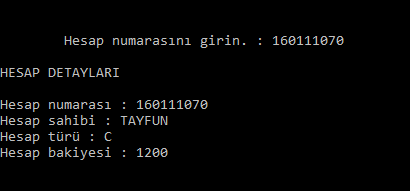 Hesap numarasını girin. : 160111070
HESAP DETAYLARI
Hesap numarası : 160111070
Hesap sahibi : TAYFUN
Hesap türü : C
Hesap bakiyesi : 1200